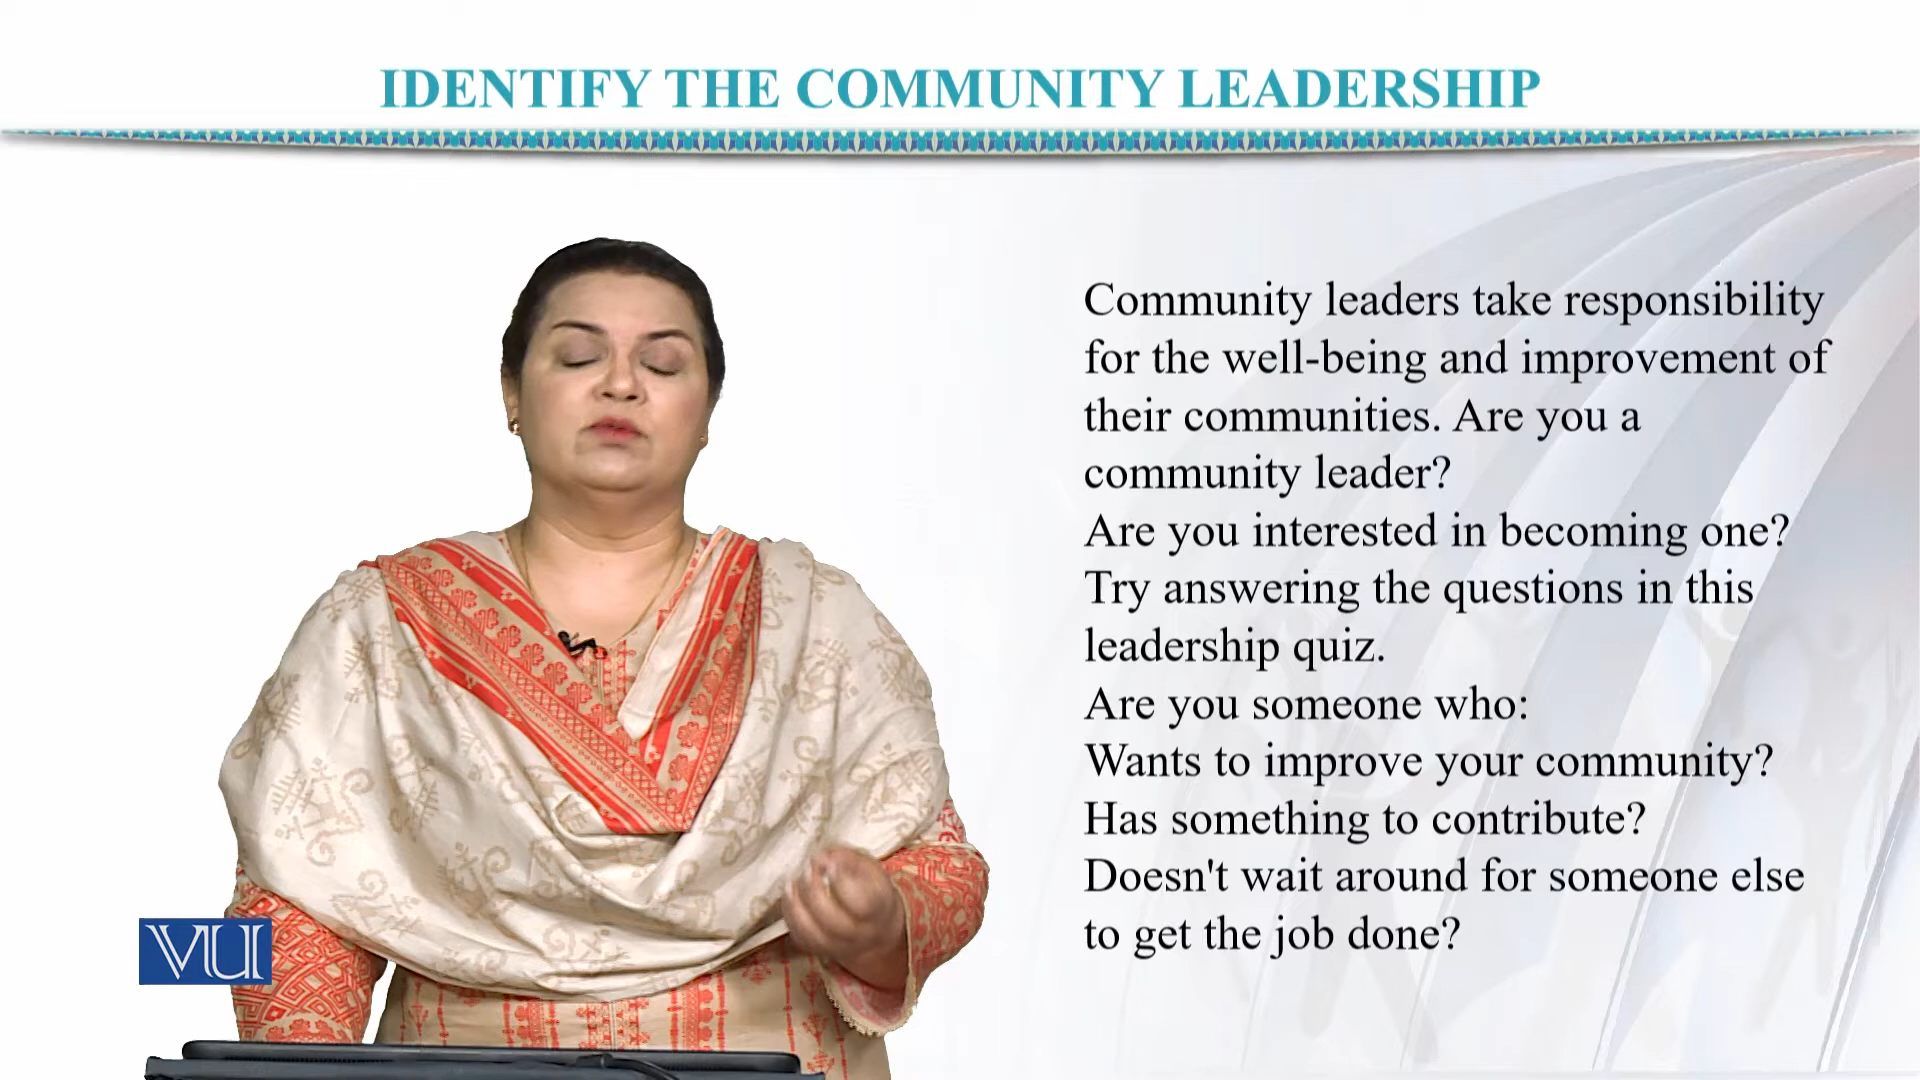 IDENTIFY THE COMMUNITY LEADERSHIP
Community leaders take responsibility
for the well-being and improvement of
their communities. Are you a
community leader?
Are you interested in becoming one?
Try answering the questions in this
leadership quiz.
Are you someone who:
Wants to improve your community?
Has something to contribute?
Doesn't wait around for someone else
to get the job done?
VU